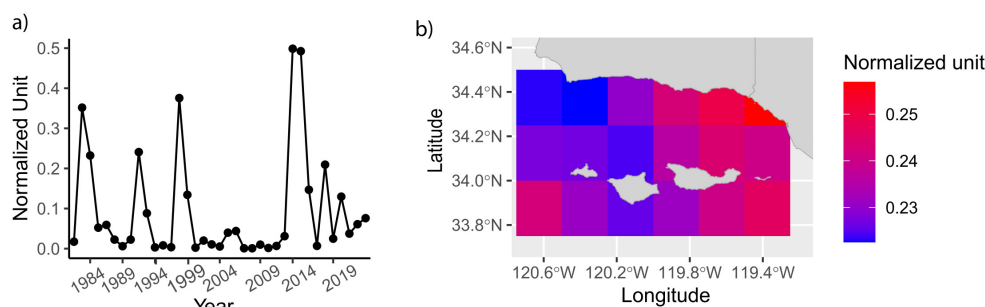 a)
Normalized Unit
0.5
0.4
0.3
0.2
0.1
0.0
1984 1989 1994 1999 2004 2009 2014 2019
Year
b)
Latitude
34.6°N
34.4°N
34.2°N
34.0°N
33.8°N
120.6°W 120.2°W 119.8°W 119.4°W
Longitude
Normalized unit
0.25
0.24
0.23